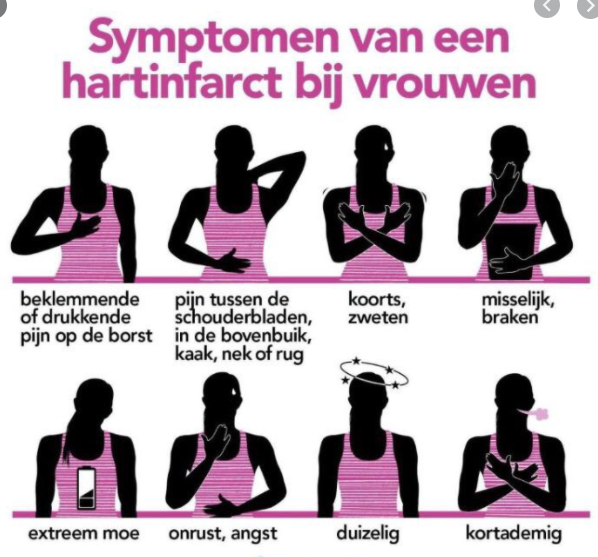 Symptomen van een
hartinfarct bij vrouwen
beklemmende
of drukkende
pijn op de borst
pijn tussen de
schouderbladen,
in de bovenbuik,
kaak, nek of rug
koorts,
zweten
misselijk,
braken
extreem moe
onrust, angst
duizelig
kortademig